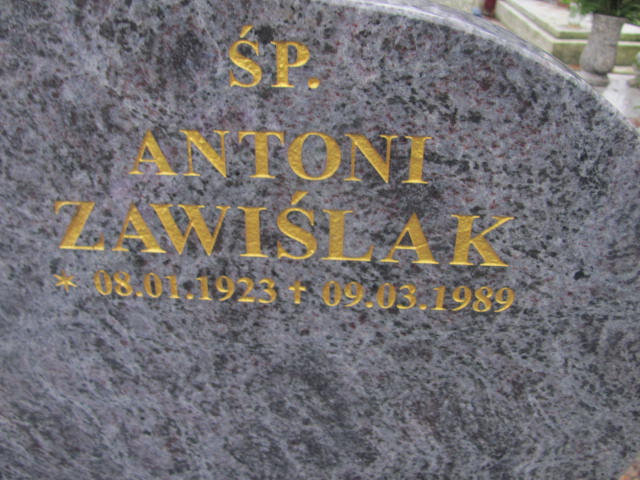 ŚP.
ANTONI
ZAWIŚLAK
* 08.01.1923 ✝ 09.03.1989